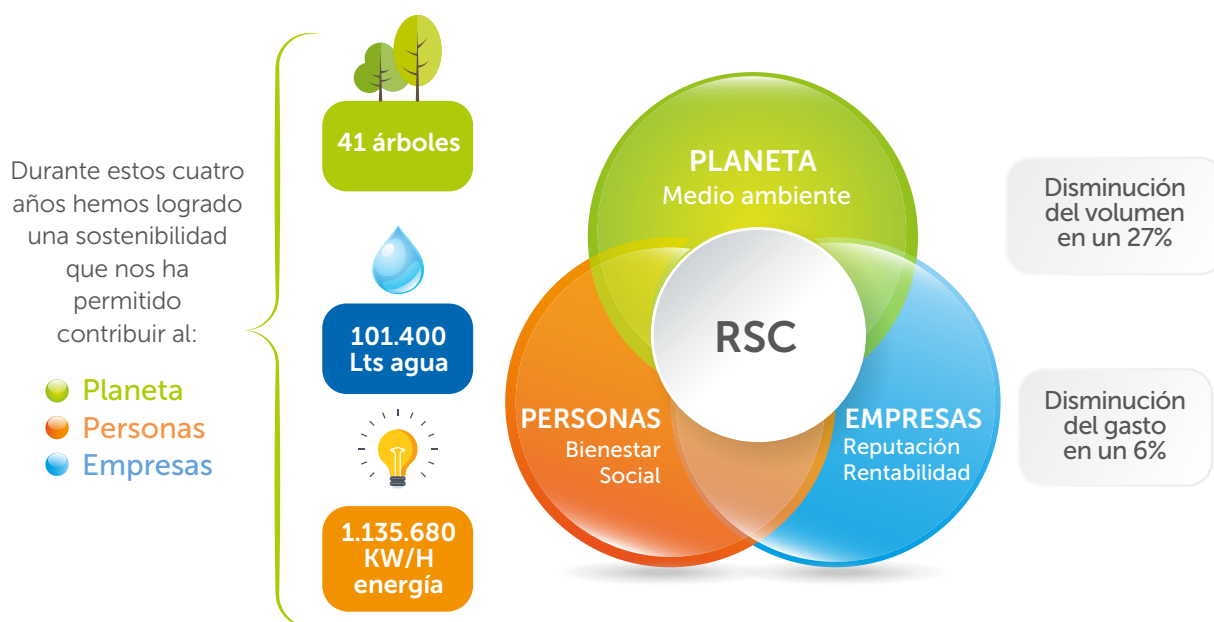 Durante estos cuatro
años hemos logrado
una sostenibilidad
que nos ha
permitido
contribuir al:
Planeta
Personas
Empresas
41 árboles
101.400
Lts agua
1.135.680
KW/H
energía
PLANETA
Medio ambiente
RSC
PERSONAS
Bienestar
Social
EMPRESAS
Reputación
Rentabilidad
Disminución
del volumen
en un 27%
Disminución
del gasto
en un 6%